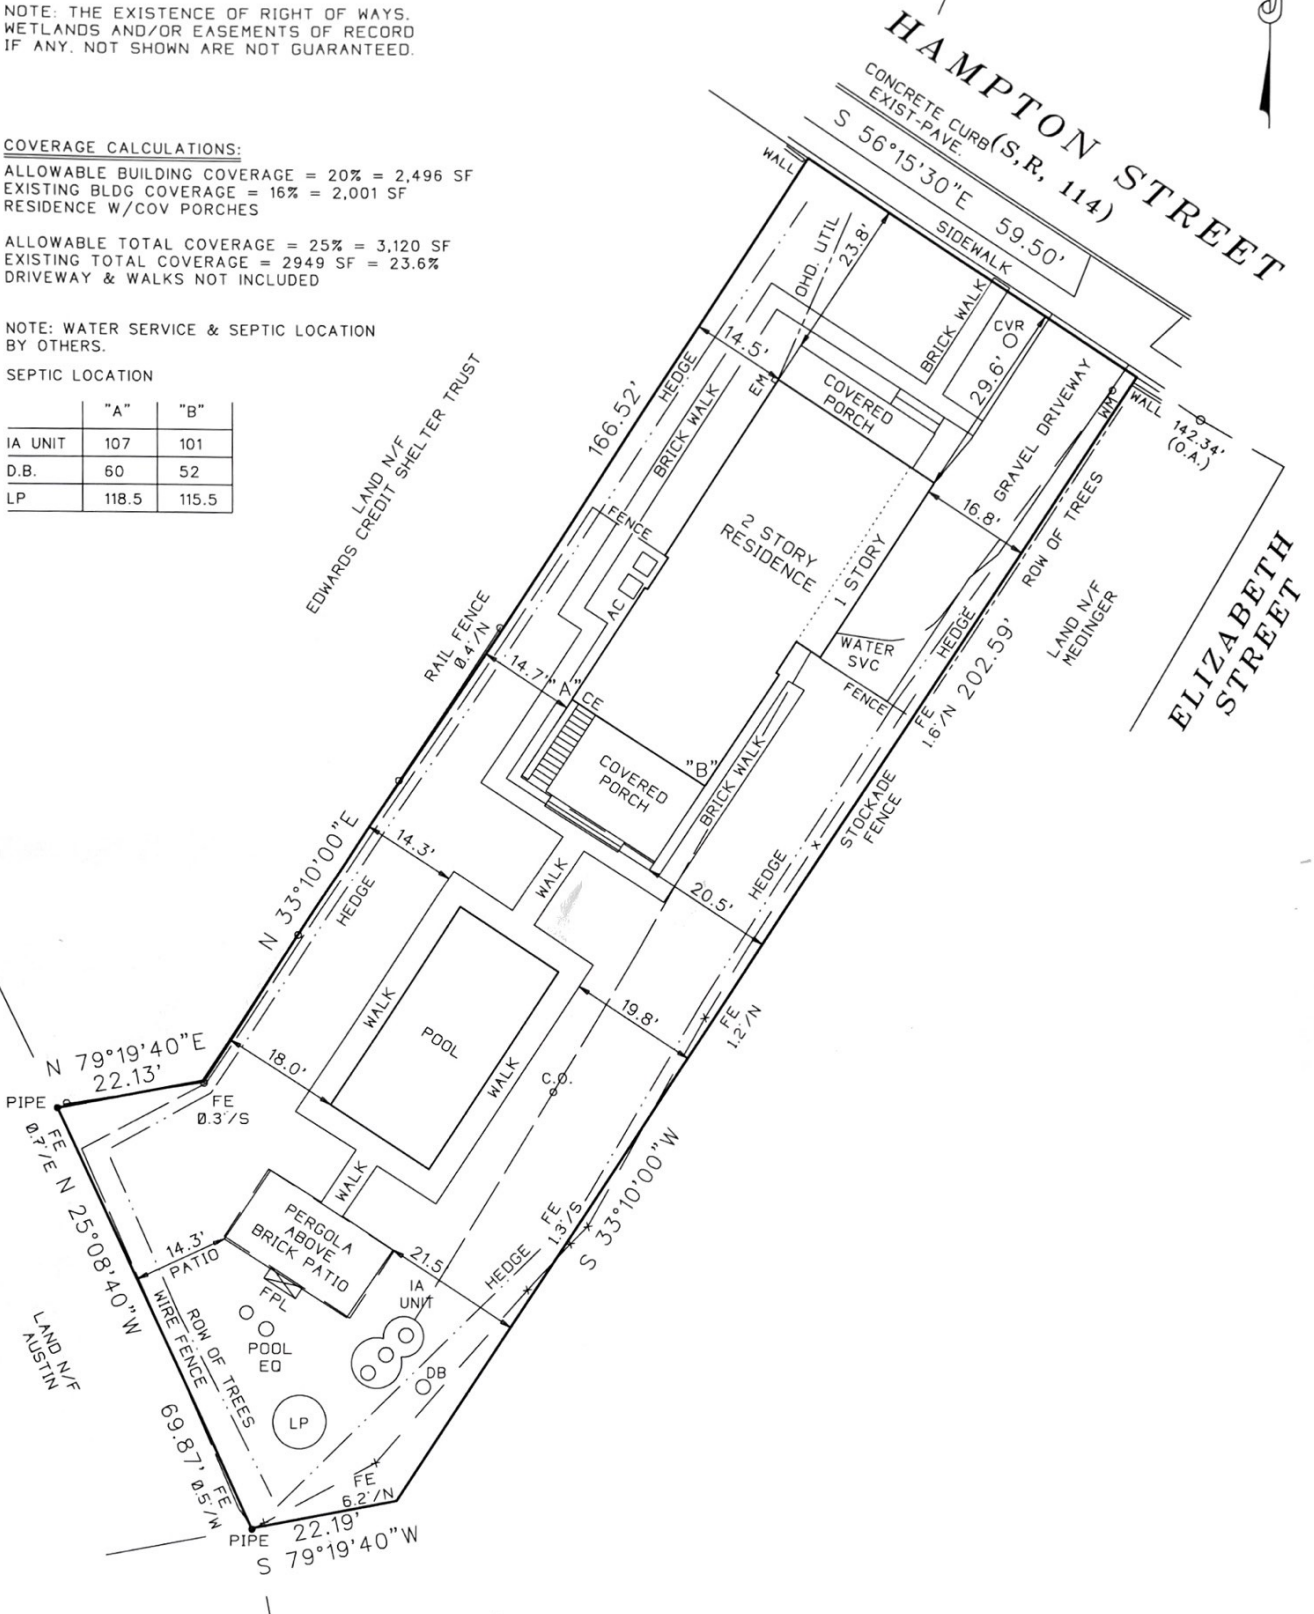 NOTE: THE EXISTENCE OF RIGHT OF WAYS.
WETLANDS AND/OR EASEMENTS OF RECORD
IF ANY. NOT SHOWN ARE NOT GUARANTEED.
COVERAGE CALCULATIONS:
ALLOWABLE BUILDING COVERAGE = 20% = 2,496 SF
EXISTING BLDG COVERAGE = 16% = 2,001 SF
RESIDENCE W/COV PORCHES
ALLOWABLE TOTAL COVERAGE = 25% = 3,120 SF
EXISTING TOTAL COVERAGE = 2949 SF = 23.6%
DRIVEWAY & WALKS NOT INCLUDED
NOTE: WATER SERVICE & SEPTIC LOCATION
BY OTHERS.
SEPTIC LOCATION
"A" "B"
IA UNIT 107 101
D.B. 60 52
LP 118.5 115.5
HAMPTON STREET
(S,R, 114)
CONCRETE CURB
EXIST-PAVE.
S 56°15'30"E 59.50'
WALL
SIDEWALK
OHD. UTIL
23.8'
BRICK WALK
CVR
29.6'
GRAVEL DRIVEWAY
WM
WALL
142.34'
(O.A.)
ELIZABETH
STREET
14.5'
HEDGE
EM
COVERED
PORCH
BRICK WALK
166.52'
LAND N/F
EDWARDS CREDIT SHELTER TRUST
FENCE
2 STORY
RESIDENCE
1 STORY
16.8'
ROW OF TREES
LAND N/F
MEDINGER
AC
RAIL FENCE
0.4'/N
14.7'
"A"
CE
WATER
SVC
FENCE
HEDGE
FE
1.6'/N
202.59'
COVERED
PORCH
"B"
BRICK WALK
STOCKADE
FENCE
N 33°10'00"E
14.3'
HEDGE
WALK
20.5'
HEDGE
WALK
POOL
WALK
19.8'
FE
1.2'/N
C.O.
N 79°19'40"E
22.13'
18.0'
PIPE
FE
0.3'/S
FE
0.7'/E
N 25°08'40"W
WALK
S 33°10'00"W
FE
1.3'/S
HEDGE
14.3'
PATIO
PERGOLA
ABOVE
BRICK PATIO
21.5
FPL
IA
UNIT
POOL
EQ
DB
LP
WIRE FENCE
ROW OF TREES
LAND N/F
AUSTIN
69.87'
FE
0.5'/W
FE
6.2'/N
PIPE
22.19'
S 79°19'40"W